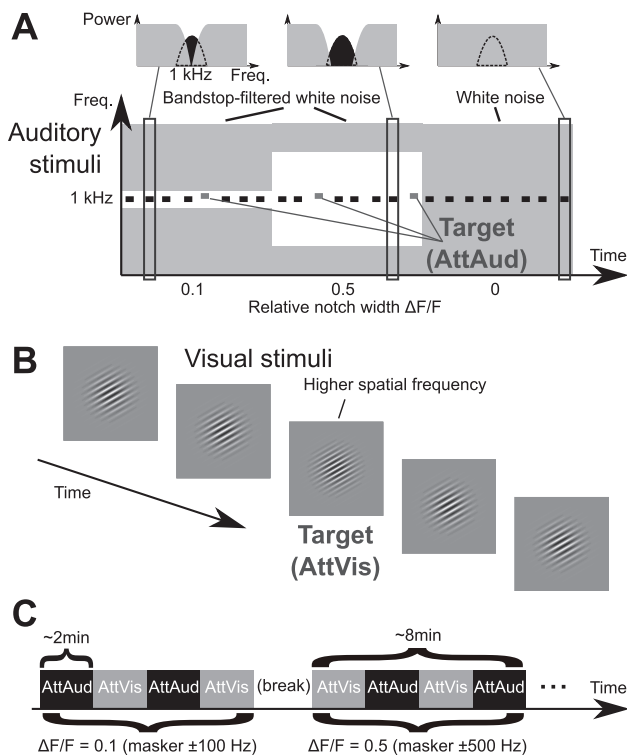 A
Power
1 kHz
Freq.
Freq.
Bandstop-filtered white noise
White noise
Auditory
stimuli
1 kHz
Target
(AttAud)
Time
0.1
0.5
0
Relative notch width ΔF/F
B
Visual stimuli
Higher spatial frequency
Time
Target
(AttVis)
C
~2min
~8min
AttAud AttVis AttAud AttVis (break) AttVis AttAud AttVis AttAud ... Time
ΔF/F = 0.1 (masker ±100 Hz)
ΔF/F = 0.5 (masker ±500 Hz)